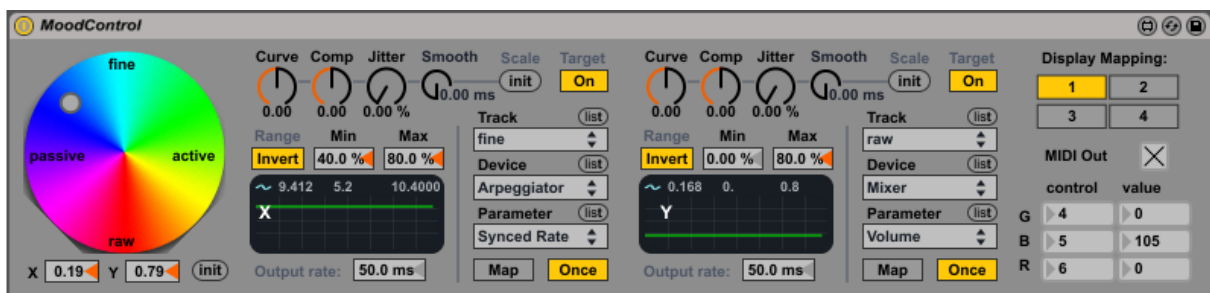 MoodControl
fine
passive
active
raw
X 0.19 Y 0.79 init
Curve Comp Jitter Smooth Scale Target
init On
0.00 0.00 0.00 % 0.00 ms
Range Min Max
Invert 40.0 % 80.0 %
9.412 5.2 10.4000
X
Output rate: 50.0 ms
Track list
fine
Device list
Arpeggiator
Parameter list
Synced Rate
Map Once
Curve Comp Jitter Smooth Scale Target
init On
0.00 0.00 0.00 % 0.00 ms
Range Min Max
Invert 0.00 % 80.0 %
0.168 0. 0.8
Y
Output rate: 50.0 ms
Track list
raw
Device list
Mixer
Parameter list
Volume
Map Once
Display Mapping:
1 2
3 4
MIDI Out
control value
G 4 0
B 5 105
R 6 0